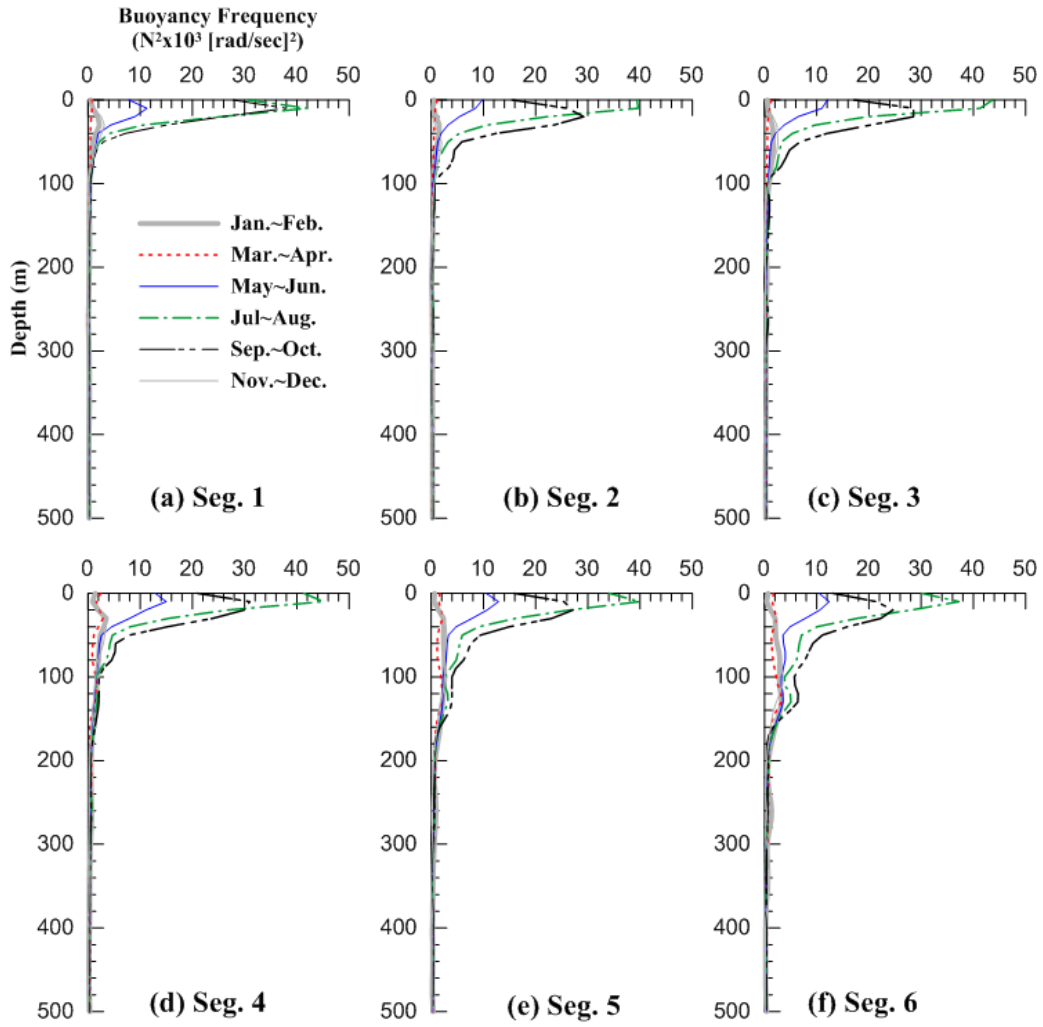 Buoyancy Frequency
(N²x10³ [rad/sec]²)
0 10 20 30 40 50
0 10 20 30 40 50
0 10 20 30 40 50
0
100
200
300
400
500
Depth (m)
Jan.~Feb.
Mar.~Apr.
May~Jun.
Jul~Aug.
Sep.~Oct.
Nov.~Dec.
(a) Seg. 1
0
100
200
300
400
500
(b) Seg. 2
0
100
200
300
400
500
(c) Seg. 3
0 10 20 30 40 50
0 10 20 30 40 50
0 10 20 30 40 50
0
100
200
300
400
500
(d) Seg. 4
0
100
200
300
400
500
(e) Seg. 5
0
100
200
300
400
500
(f) Seg. 6